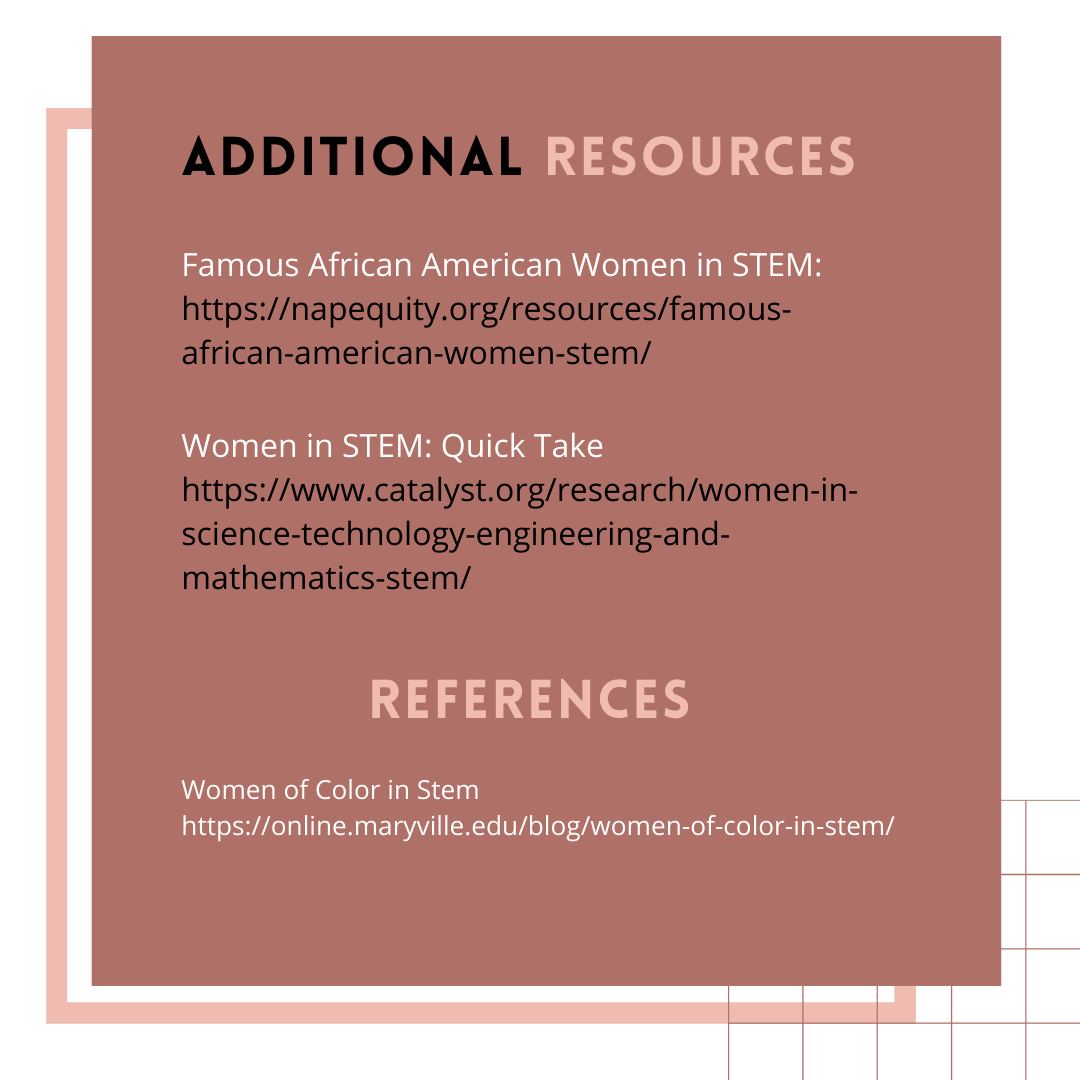 ADDITIONAL RESOURCES
Famous African American Women in STEM:
https://napequity.org/resources/famous-
african-american-women-stem/
Women in STEM: Quick Take
https://www.catalyst.org/research/women-in-
science-technology-engineering-and-
mathematics-stem/
REFERENCES
Women of Color in Stem
https://online.maryville.edu/blog/women-of-color-in-stem/